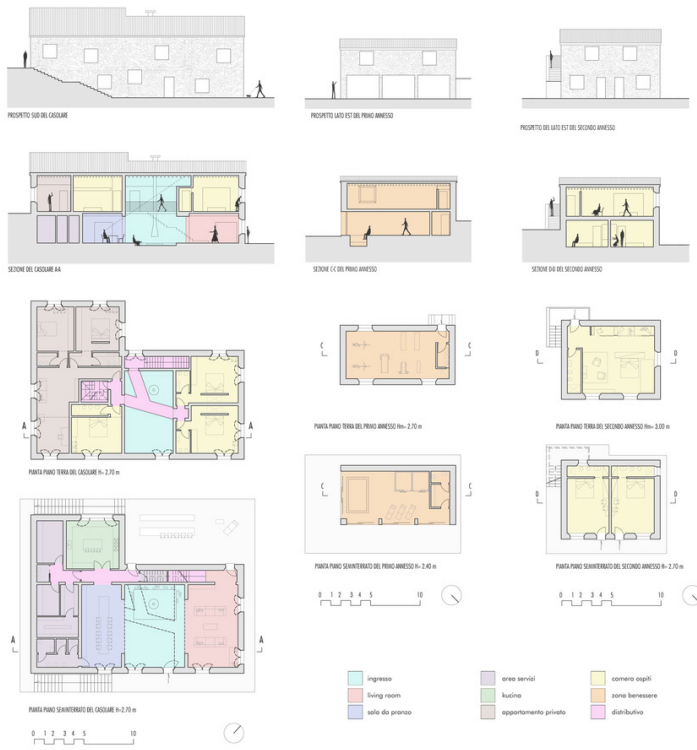 PROSPETTO SUD DEL CASOLARE
PROSPETTO LATO EST DEL PRIMO ANNESSO
PROSPETTO DEL LATO EST DEL SECONDO ANNESSO
SEZIONE DEL CASOLARE AA
SEZIONE C-C DEL PRIMO ANNESSO
SEZIONE D-D DEL SECONDO ANNESSO
C C
D D
A A
PIANTA PIANO TERRA DEL PRIMO ANNESSO Hm= 2.70 m
PIANTA PIANO TERRA DEL SECONDO ANNESSO Hm= 3.00 m
PIANTA PIANO TERRA DEL CASOLARE H= 2.70 m
C C
D D
PIANTA PIANO SEMINTERRATO DEL PRIMO ANNESSO H= 2.40 m
PIANTA PIANO SEMINTERRATO DEL SECONDO ANNESSO H= 2.70 m
0 1 2 3 4 5 10
0 1 2 3 4 5 10
A A
PIANTA PIANO SEMINTERRATO DEL CASOLARE H=2.70 m
0 1 2 3 4 5 10
ingresso
living room
sala da pranzo
area servizi
kucina
appartamento privato
camera ospiti
zona benessere
distributivo